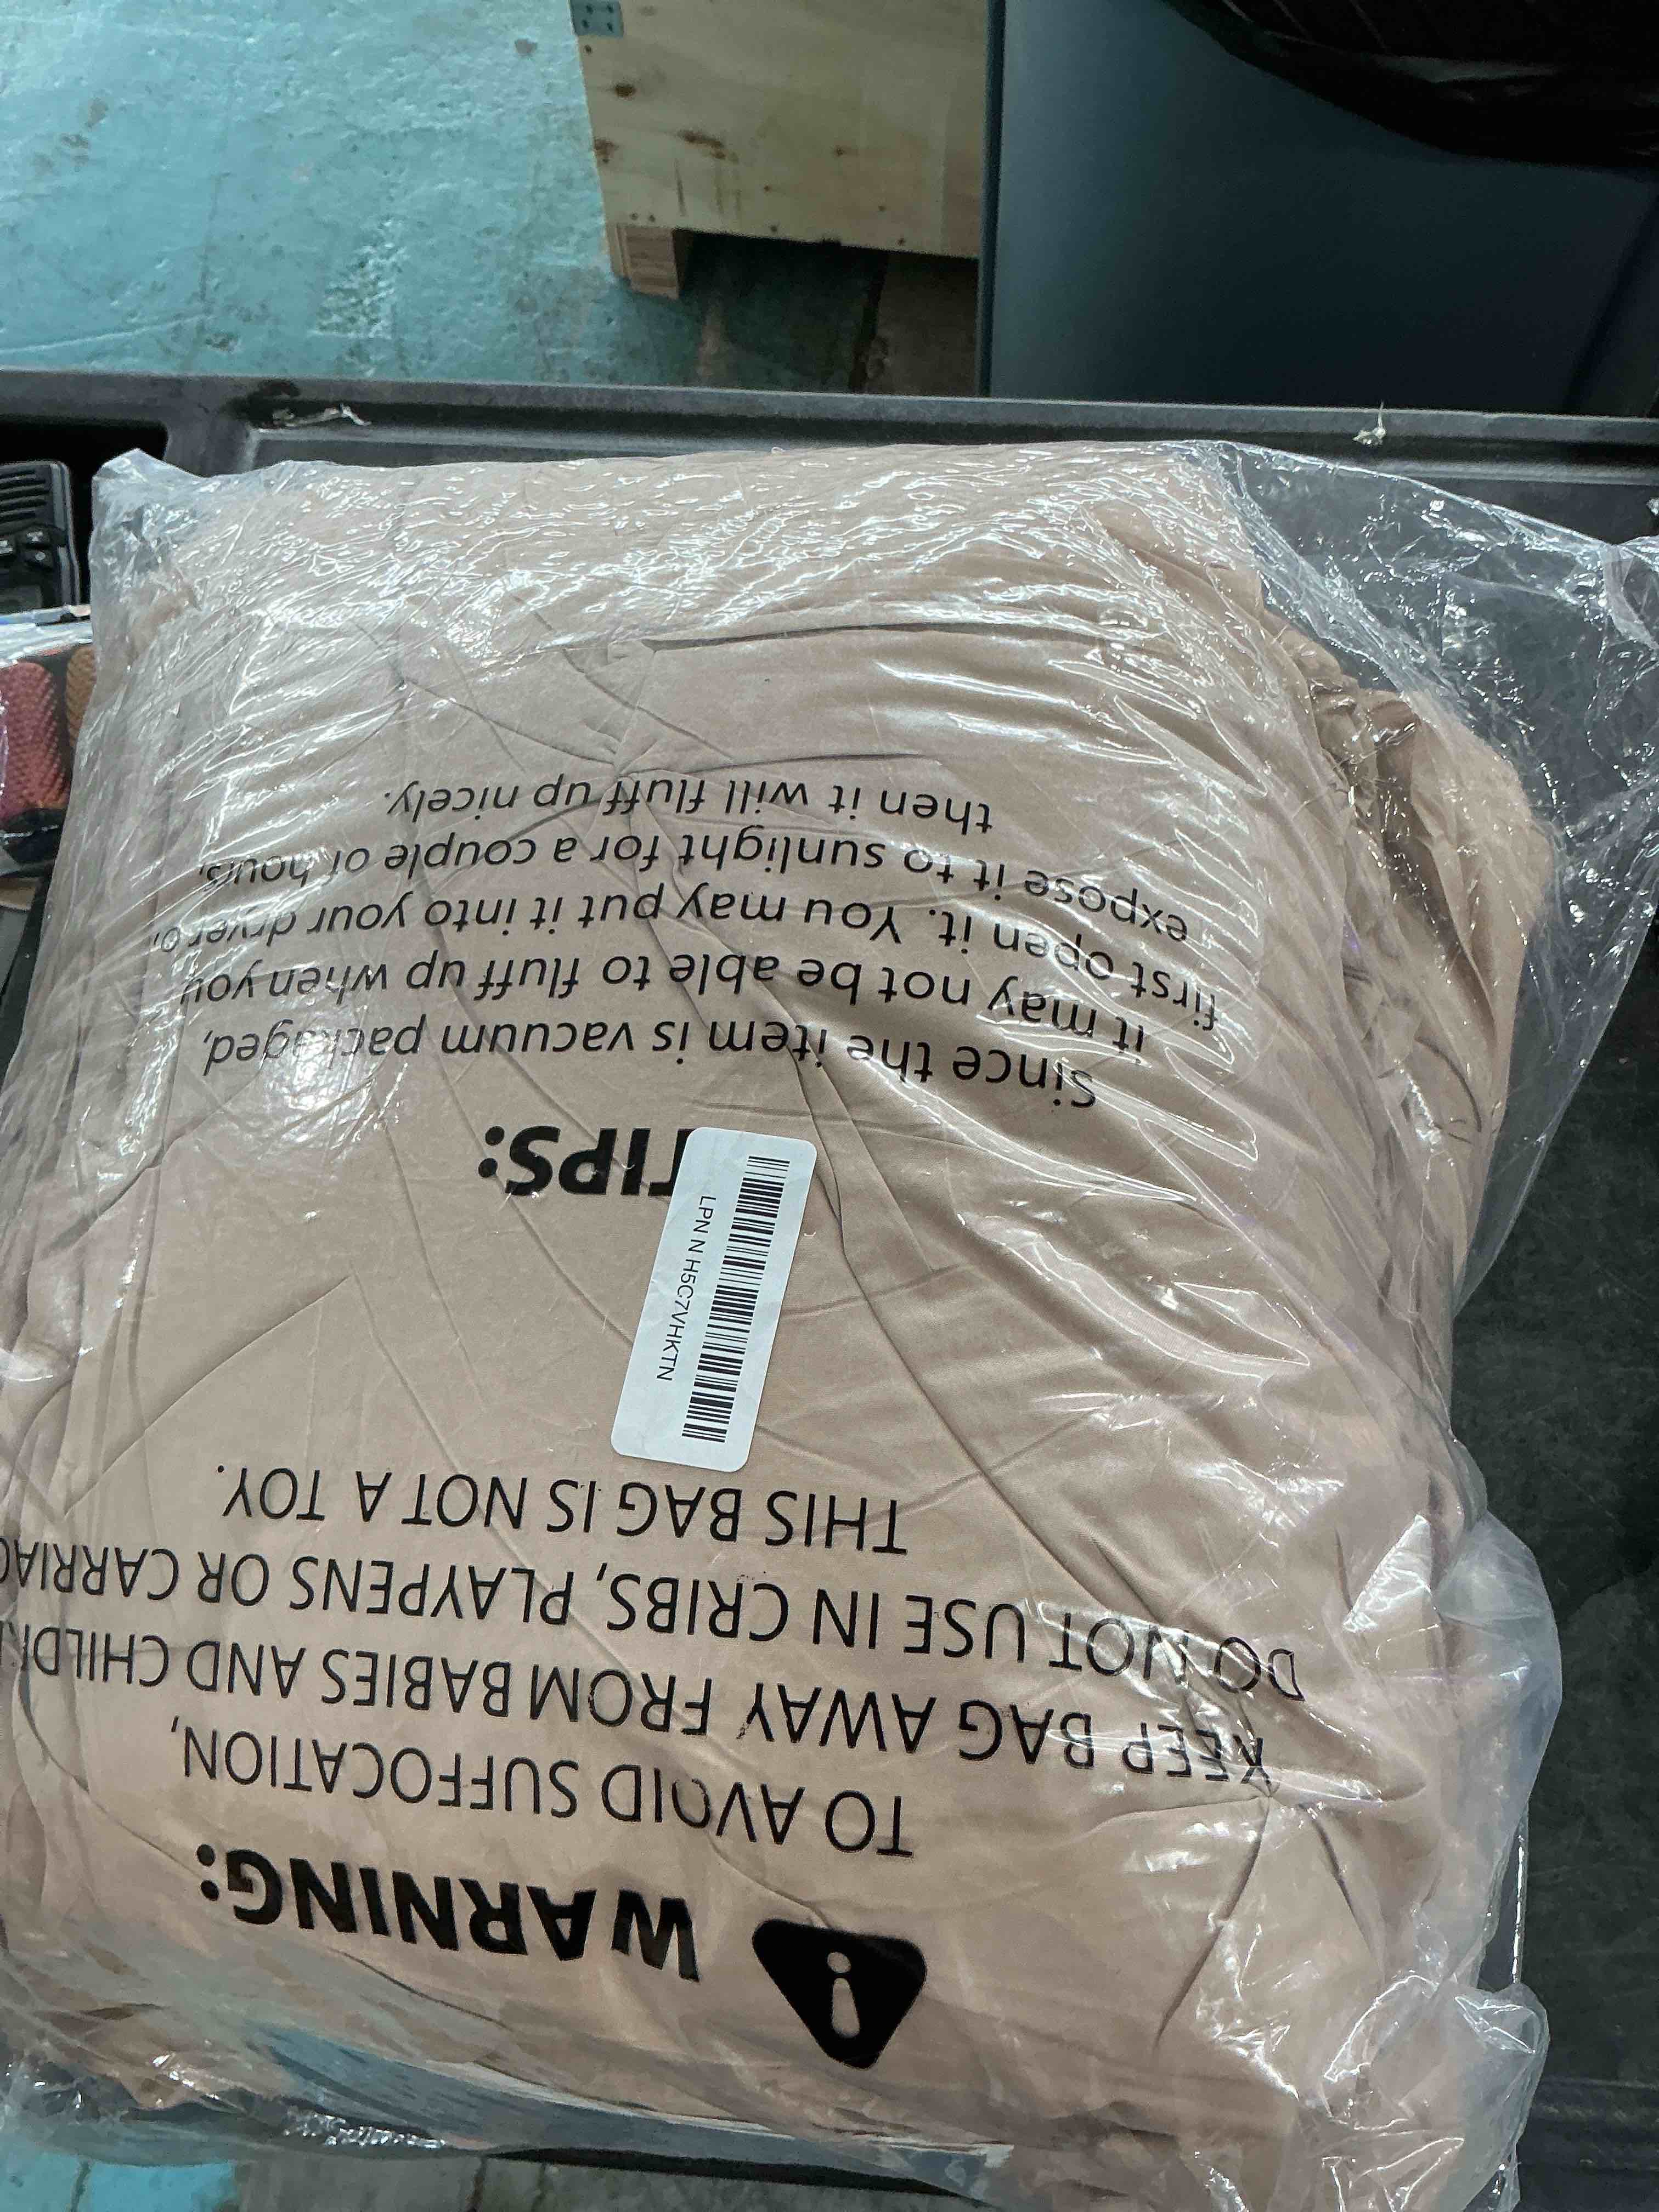 WARNING:
TO AVOID SUFFOCATION,
KEEP BAG AWAY FROM BABIES AND
DO NOT USE IN CRIBS, PLAYPENS OR
THIS BAG IS NOT A TOY.
LPN N H5C7VHKTN
TIPS:
Since the item is vacuum packaged,
it may not be able to fluff up when you
first open it. You may put it into your dryer or
expose it to sunlight for a couple of hours,
then it will fluff up nicely.